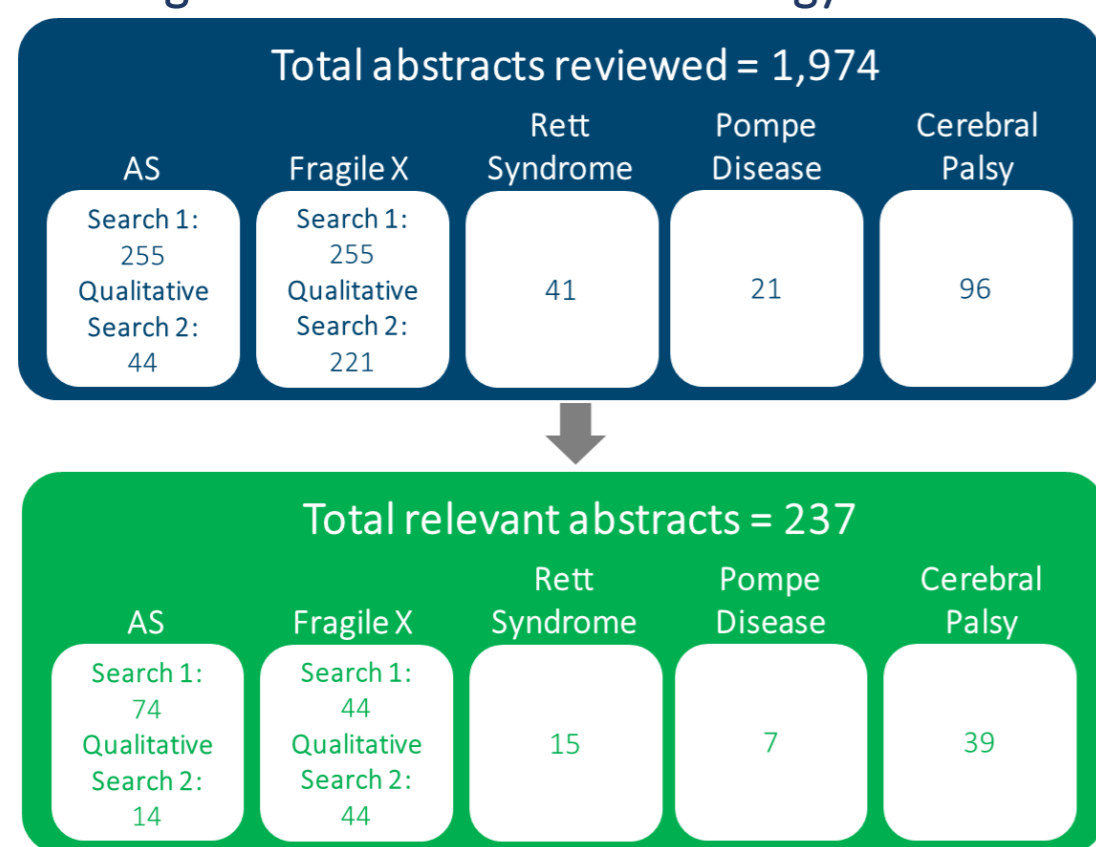 Total abstracts reviewed = 1,974
AS
Fragile X
Rett
Syndrome
Pompe
Disease
Cerebral
Palsy
Search 1:
255
Qualitative
Search 2:
44
Search 1:
255
Qualitative
Search 2:
221
41
21
96
Total relevant abstracts = 237
AS
Fragile X
Rett
Syndrome
Pompe
Disease
Cerebral
Palsy
Search 1:
74
Qualitative
Search 2:
14
Search 1:
44
Qualitative
Search 2:
44
15
7
39